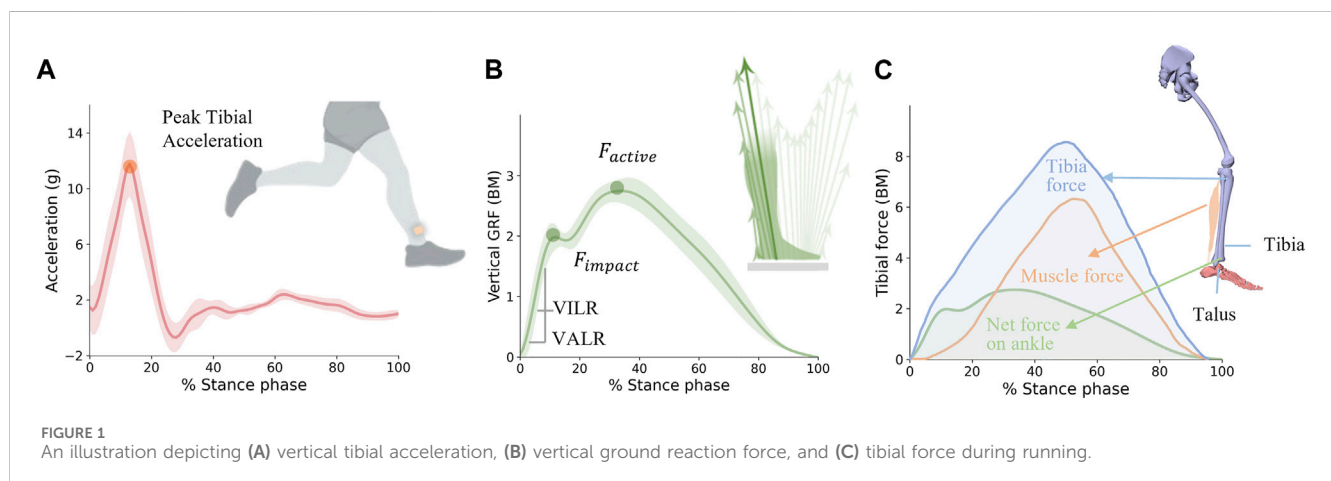 A
Peak Tibial
Acceleration
14
10
6
2
−2
Acceleration (g)
0 20 40 60 80 100
% Stance phase
B
F_active
F_impact
VILR
VALR
3
2
1
0
Vertical GRF (BM)
0 20 40 60 80 100
% Stance phase
C
8
6
4
2
0
Tibial force (BM)
Tibia
force
Muscle force
Net force
on ankle
Tibia
Talus
0 20 40 60 80 100
% Stance phase
FIGURE 1
An illustration depicting (A) vertical tibial acceleration, (B) vertical ground reaction force, and (C) tibial force during running.